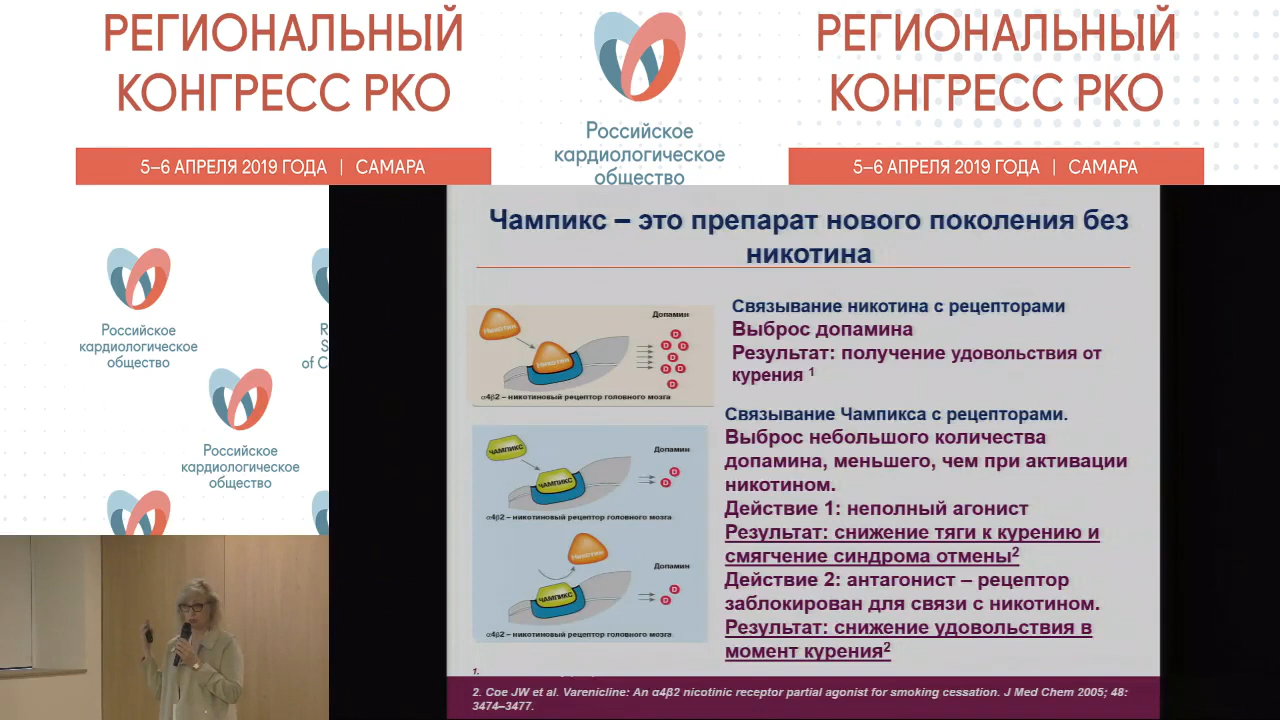 РЕГИОНАЛЬНЫЙ
КОНГРЕСС РКО
5–6 АПРЕЛЯ 2019 ГОДА | САМАРА
Российское
кардиологическое
общество
РЕГИОНАЛЬНЫЙ
КОНГРЕСС РКО
5–6 АПРЕЛЯ 2019 ГОДА | САМАРА
Российское
кардиологическое
общество
R
S
of C
Российское
кардиологическое
общество
Чампикс – это препарат нового поколения без
никотина
Допамин
Никотин
Никотин
D
D
D
D
D
D
D
α4β2 – никотиновый рецептор головного мозга
Связывание никотина с рецепторами
Выброс допамина
Результат: получение удовольствия от
курения 1
ЧАМПИКС
Допамин
ЧАМПИКС
D
D
α4β2 – никотиновый рецептор головного мозга
Никотин
Допамин
ЧАМПИКС
D
D
α4β2 – никотиновый рецептор головного мозга
Связывание Чампикса с рецепторами.
Выброс небольшого количества
допамина, меньшего, чем при активации
никотином.
Действие 1: неполный агонист
Результат: снижение тяги к курению и
смягчение синдрома отмены2
Действие 2: антагонист – рецептор
заблокирован для связи с никотином.
Результат: снижение удовольствия в
момент курения2
1.
2. Coe JW et al. Varenicline: An α4β2 nicotinic receptor partial agonist for smoking cessation. J Med Chem 2005; 48:
3474–3477.